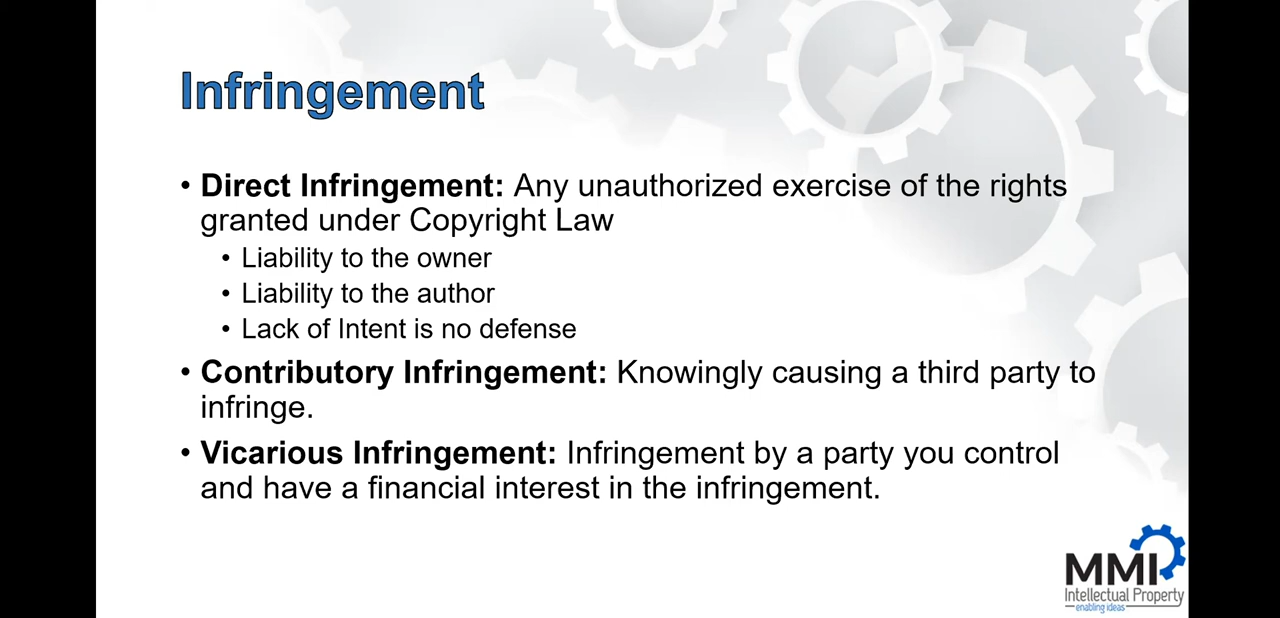 Infringement
• Direct Infringement: Any unauthorized exercise of the rights
granted under Copyright Law
• Liability to the owner
• Liability to the author
• Lack of Intent is no defense
• Contributory Infringement: Knowingly causing a third party to
infringe.
• Vicarious Infringement: Infringement by a party you control
and have a financial interest in the infringement.
MMI
Intellectual Property
enabling ideas